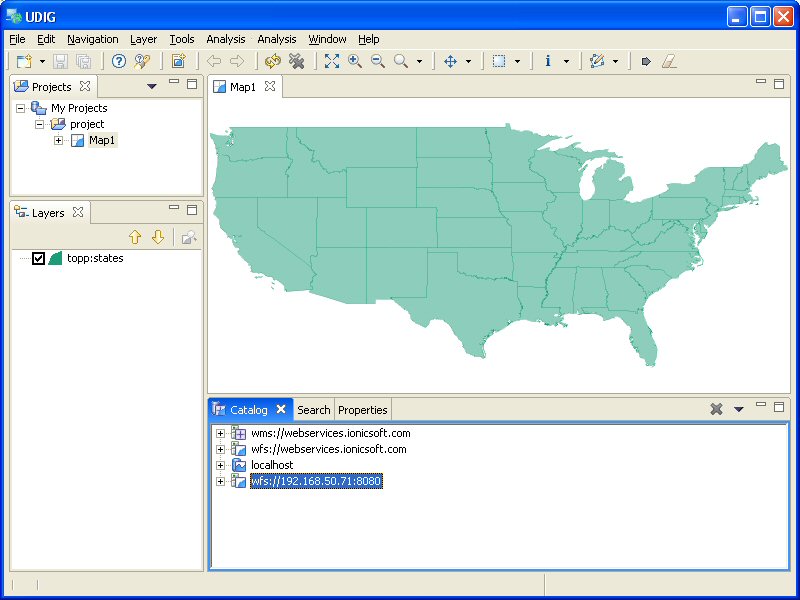 UDIG
File Edit Navigation Layer Tools Analysis Analysis Window Help
Projects
My Projects
project
Map1
Layers
topp:states
Map1
Catalog Search Properties
wms://webservices.ionicsoft.com
wfs://webservices.ionicsoft.com
localhost
wfs://192.168.50.71:8080